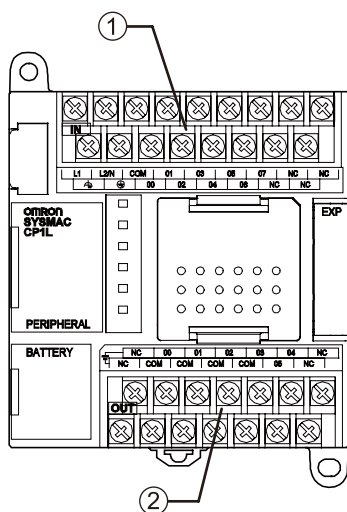 1
IN
L1 L2/N COM 01 03 05 07 NC NC
00 02 04 06 NC NC
OMRON
SYSMAC
CP1L
EXP
PERIPHERAL
BATTERY
NC 00 01 02 03 04 NC
NC COM COM COM COM 05 NC
OUT
2